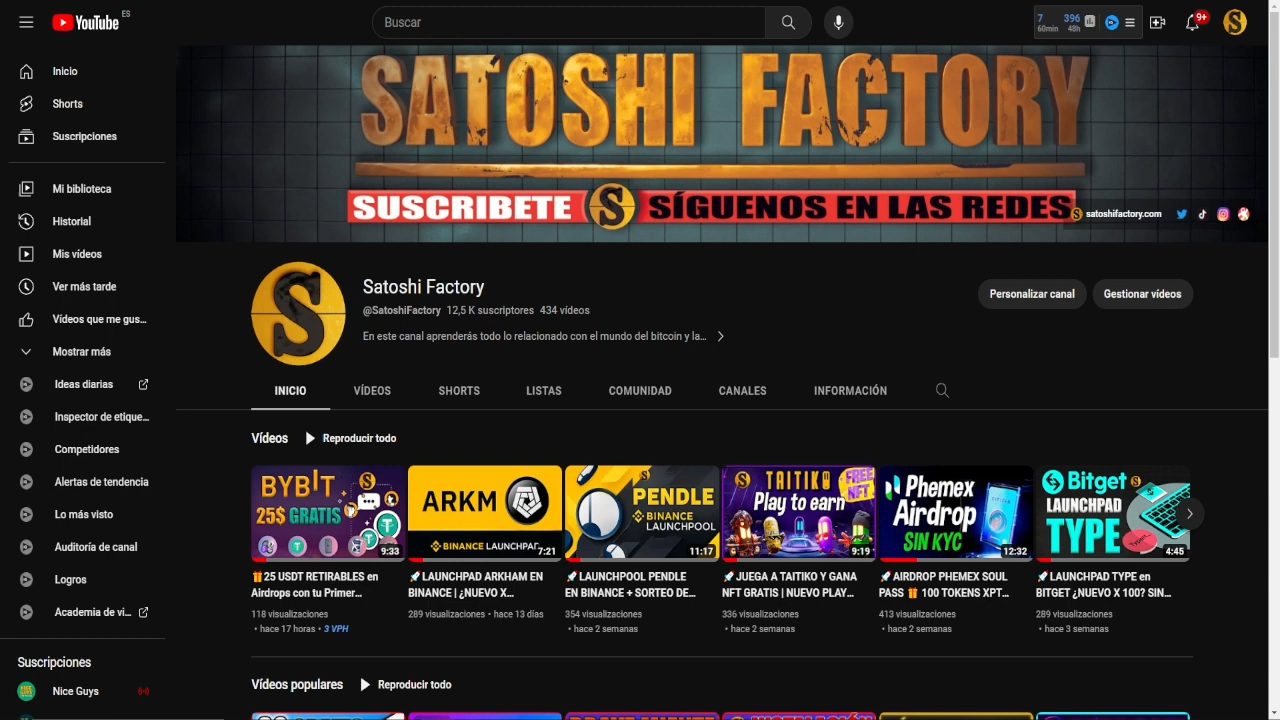 YouTube ES
Buscar
7 396
60min 48h
9+
Inicio
Shorts
Suscripciones
Mi biblioteca
Historial
Mis vídeos
Ver más tarde
Vídeos que me gus...
Mostrar más
Ideas diarias
Inspector de etique...
Competidores
Alertas de tendencia
Lo más visto
Auditoría de canal
Logros
Academia de vi...
Suscripciones
Nice Guys
SATOSHI FACTORY
SUSCRIBETE S SÍGUENOS EN LAS REDES
satoshifactory.com
Satoshi Factory
@SatoshiFactory 12,5 K suscriptores 434 vídeos
En este canal aprenderás todo lo relacionado con el mundo del bitcoin y la...
Personalizar canal
Gestionar vídeos
INICIO VÍDEOS SHORTS LISTAS COMUNIDAD CANALES INFORMACIÓN
Vídeos Reproducir todo
BYBIT
25$ GRATIS
9:33
25 USDT RETIRABLES en
Airdrops con tu Primer...
118 visualizaciones
• hace 17 horas • 3 VPH
ARKM
BINANCE LAUNCHPAD
7:21
LAUNCHPAD ARKHAM EN
BINANCE | ¿NUEVO X...
289 visualizaciones • hace 13 días
PENDLE
BINANCE
LAUNCHPOOL
11:17
LAUNCHPOOL PENDLE
EN BINANCE + SORTEO DE...
354 visualizaciones
• hace 2 semanas
TAITIKO
FREE
NFT
Play to earn
9:19
JUEGA A TAITIKO Y GANA
NFT GRATIS | NUEVO PLAY...
336 visualizaciones
• hace 2 semanas
Phemex
Airdrop
SIN KYC
12:32
AIRDROP PHEMEX SOUL
PASS 100 TOKENS XPT...
413 visualizaciones
• hace 2 semanas
Bitget
LAUNCHPAD
TYPE
4:45
LAUNCHPAD TYPE en
BITGET ¿NUEVO X 100? SIN...
289 visualizaciones
• hace 3 semanas
Vídeos populares Reproducir todo